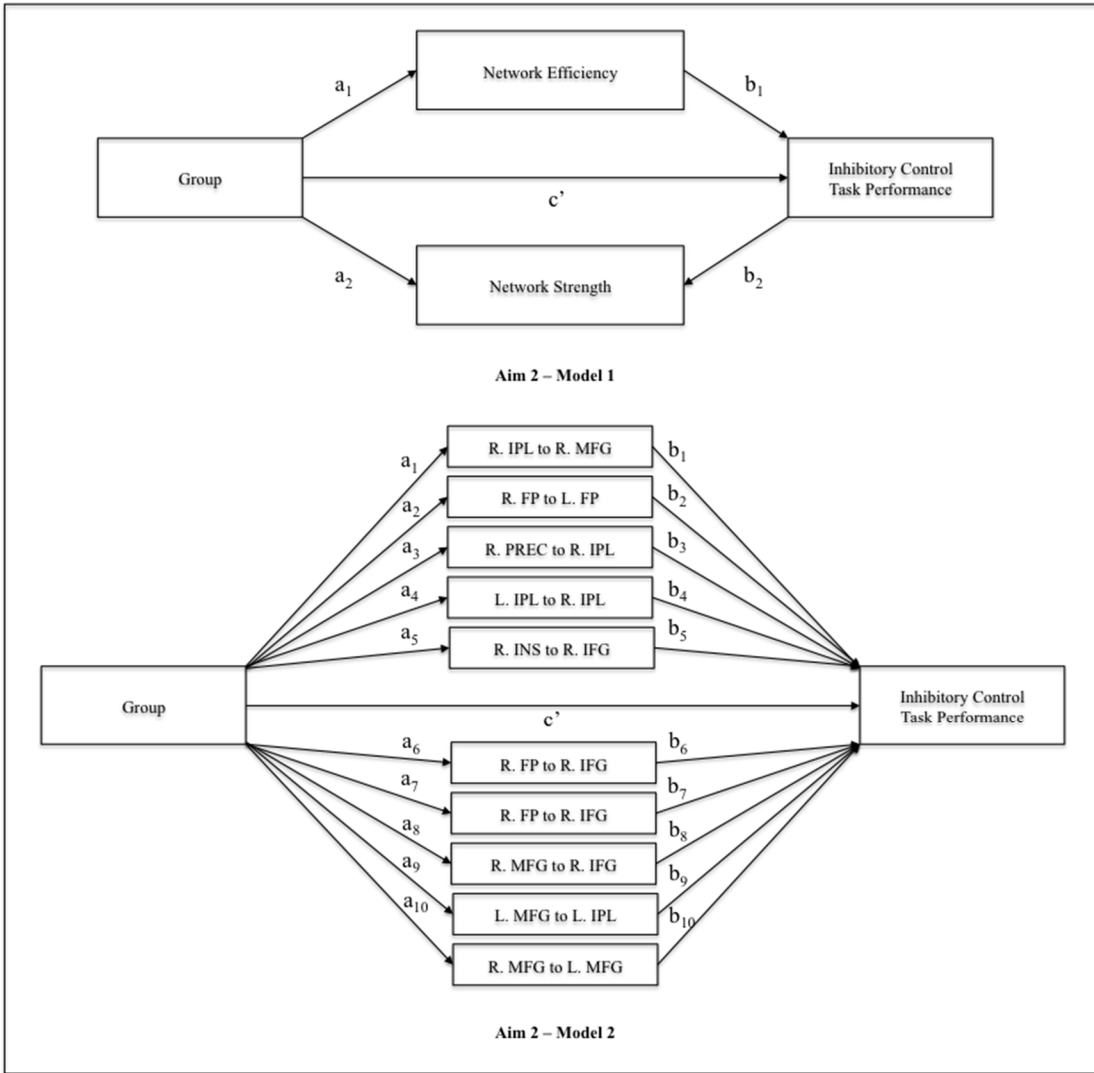 Network Efficiency
a1
b1
Group
Inhibitory Control
Task Performance
c’
a2
b2
Network Strength
Aim 2 – Model 1
R. IPL to R. MFG
a1
b1
R. FP to L. FP
a2
b2
R. PREC to R. IPL
a3
b3
L. IPL to R. IPL
a4
b4
R. INS to R. IFG
a5
b5
Group
Inhibitory Control
Task Performance
c’
a6
b6
R. FP to R. IFG
a7
b7
R. FP to R. IFG
a8
b8
R. MFG to R. IFG
a9
b9
L. MFG to L. IPL
a10
b10
R. MFG to L. MFG
Aim 2 – Model 2